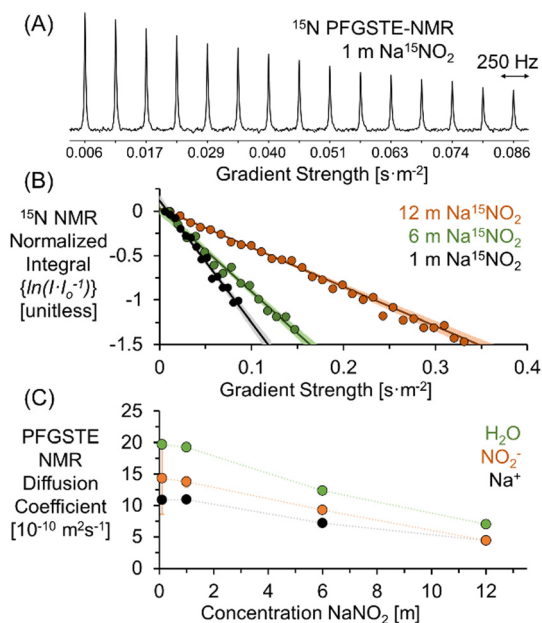 (A)
¹⁵N PFGSTE-NMR
1 m Na¹⁵NO₂
250 Hz
0.006 0.017 0.029 0.040 0.051 0.063 0.074 0.086
Gradient Strength [s·m⁻²]
(B)
¹⁵N NMR
Normalized
Integral
{ln(I·Iₒ⁻¹)}
[unitless]
0
-0.5
-1
-1.5
12 m Na¹⁵NO₂
6 m Na¹⁵NO₂
1 m Na¹⁵NO₂
0 0.1 0.2 0.3 0.4
Gradient Strength [s·m⁻²]
(C)
PFGSTE
NMR
Diffusion
Coefficient
[10⁻¹⁰ m²s⁻¹]
25
20
15
10
5
0
H₂O
NO₂⁻
Na⁺
0 2 4 6 8 10 12
Concentration NaNO₂ [m]